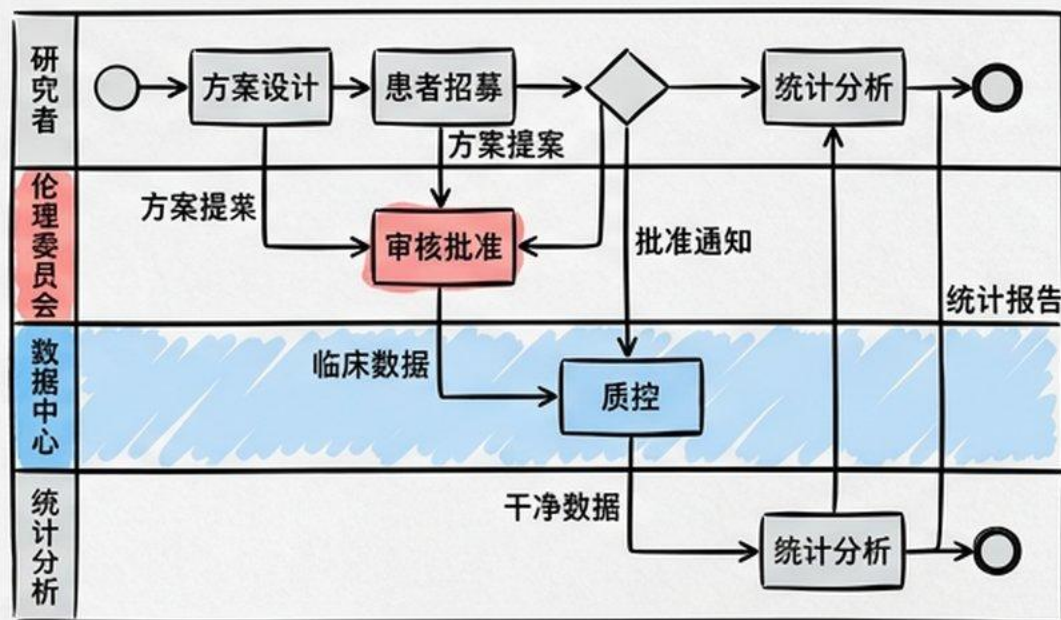 研究者
方案设计
患者招募
统计分析
方案提案
伦理委员会
方案提菜
审核批准
批准通知
统计报告
数据中心
临床数据
质控
统计分析
干净数据
统计分析